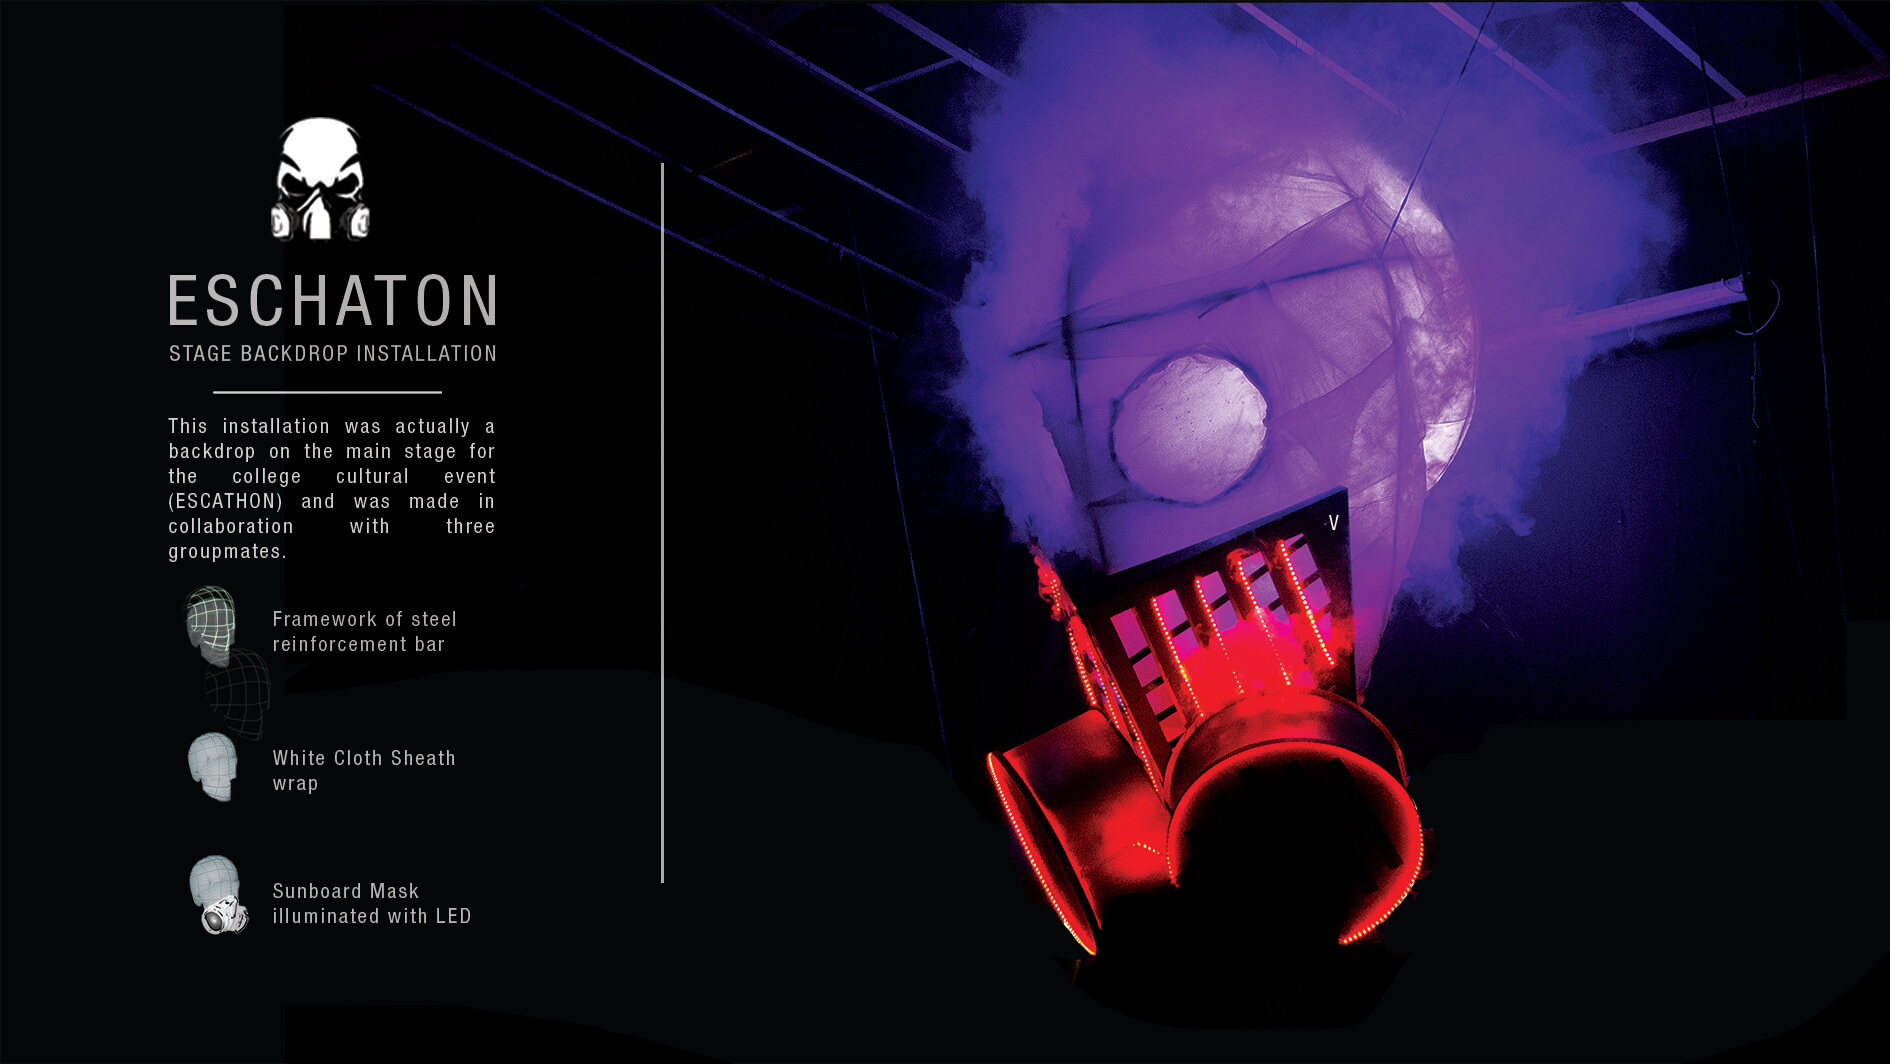 ESCHATON
STAGE BACKDROP INSTALLATION
This installation was actually a
backdrop on the main stage for
the college cultural event
(ESCATHON) and was made in
collaboration with three
groupmates.
Framework of steel
reinforcement bar
White Cloth Sheath
wrap
Sunboard Mask
illuminated with LED
V